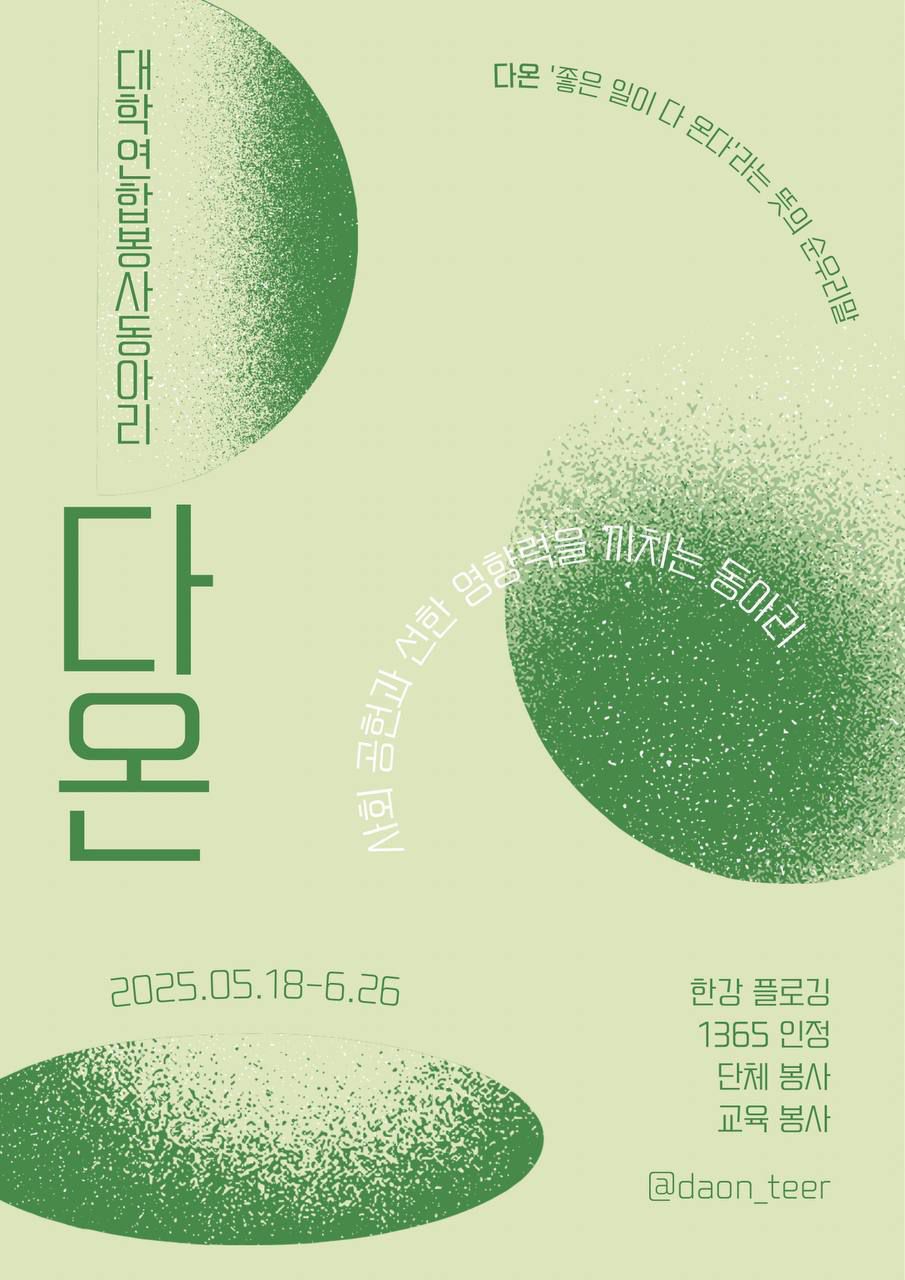 대학연합봉사동아리
다온
다온 '좋은 일이 다 온다'라는 뜻의 순우리말
사회 공헌과 선한 영향력을 끼치는 동아리
2025.05.18-6.26
한강 플로깅
1365 인정
단체 봉사
교육 봉사
@daon_teer